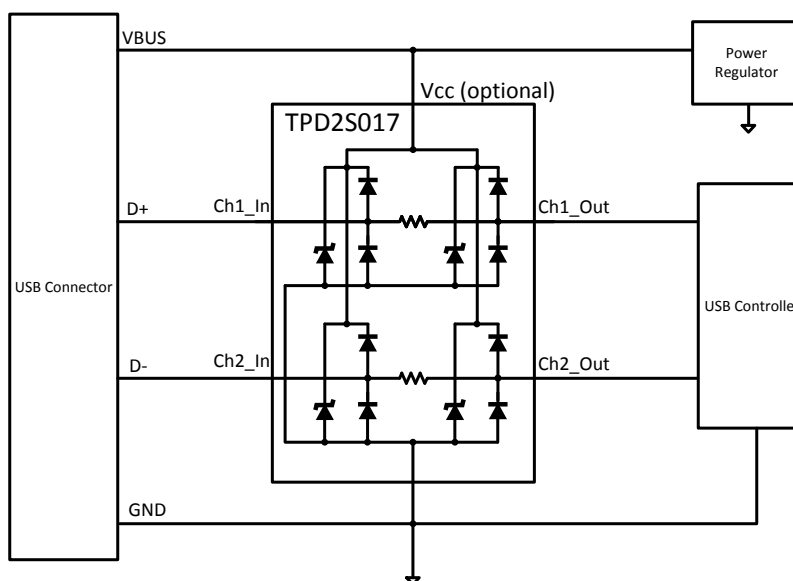 VBUS
Power
Regulator
Vcc (optional)
TPD2S017
D+
Ch1_In
Ch1_Out
USB Connector
USB Controlle
D-
Ch2_In
Ch2_Out
GND